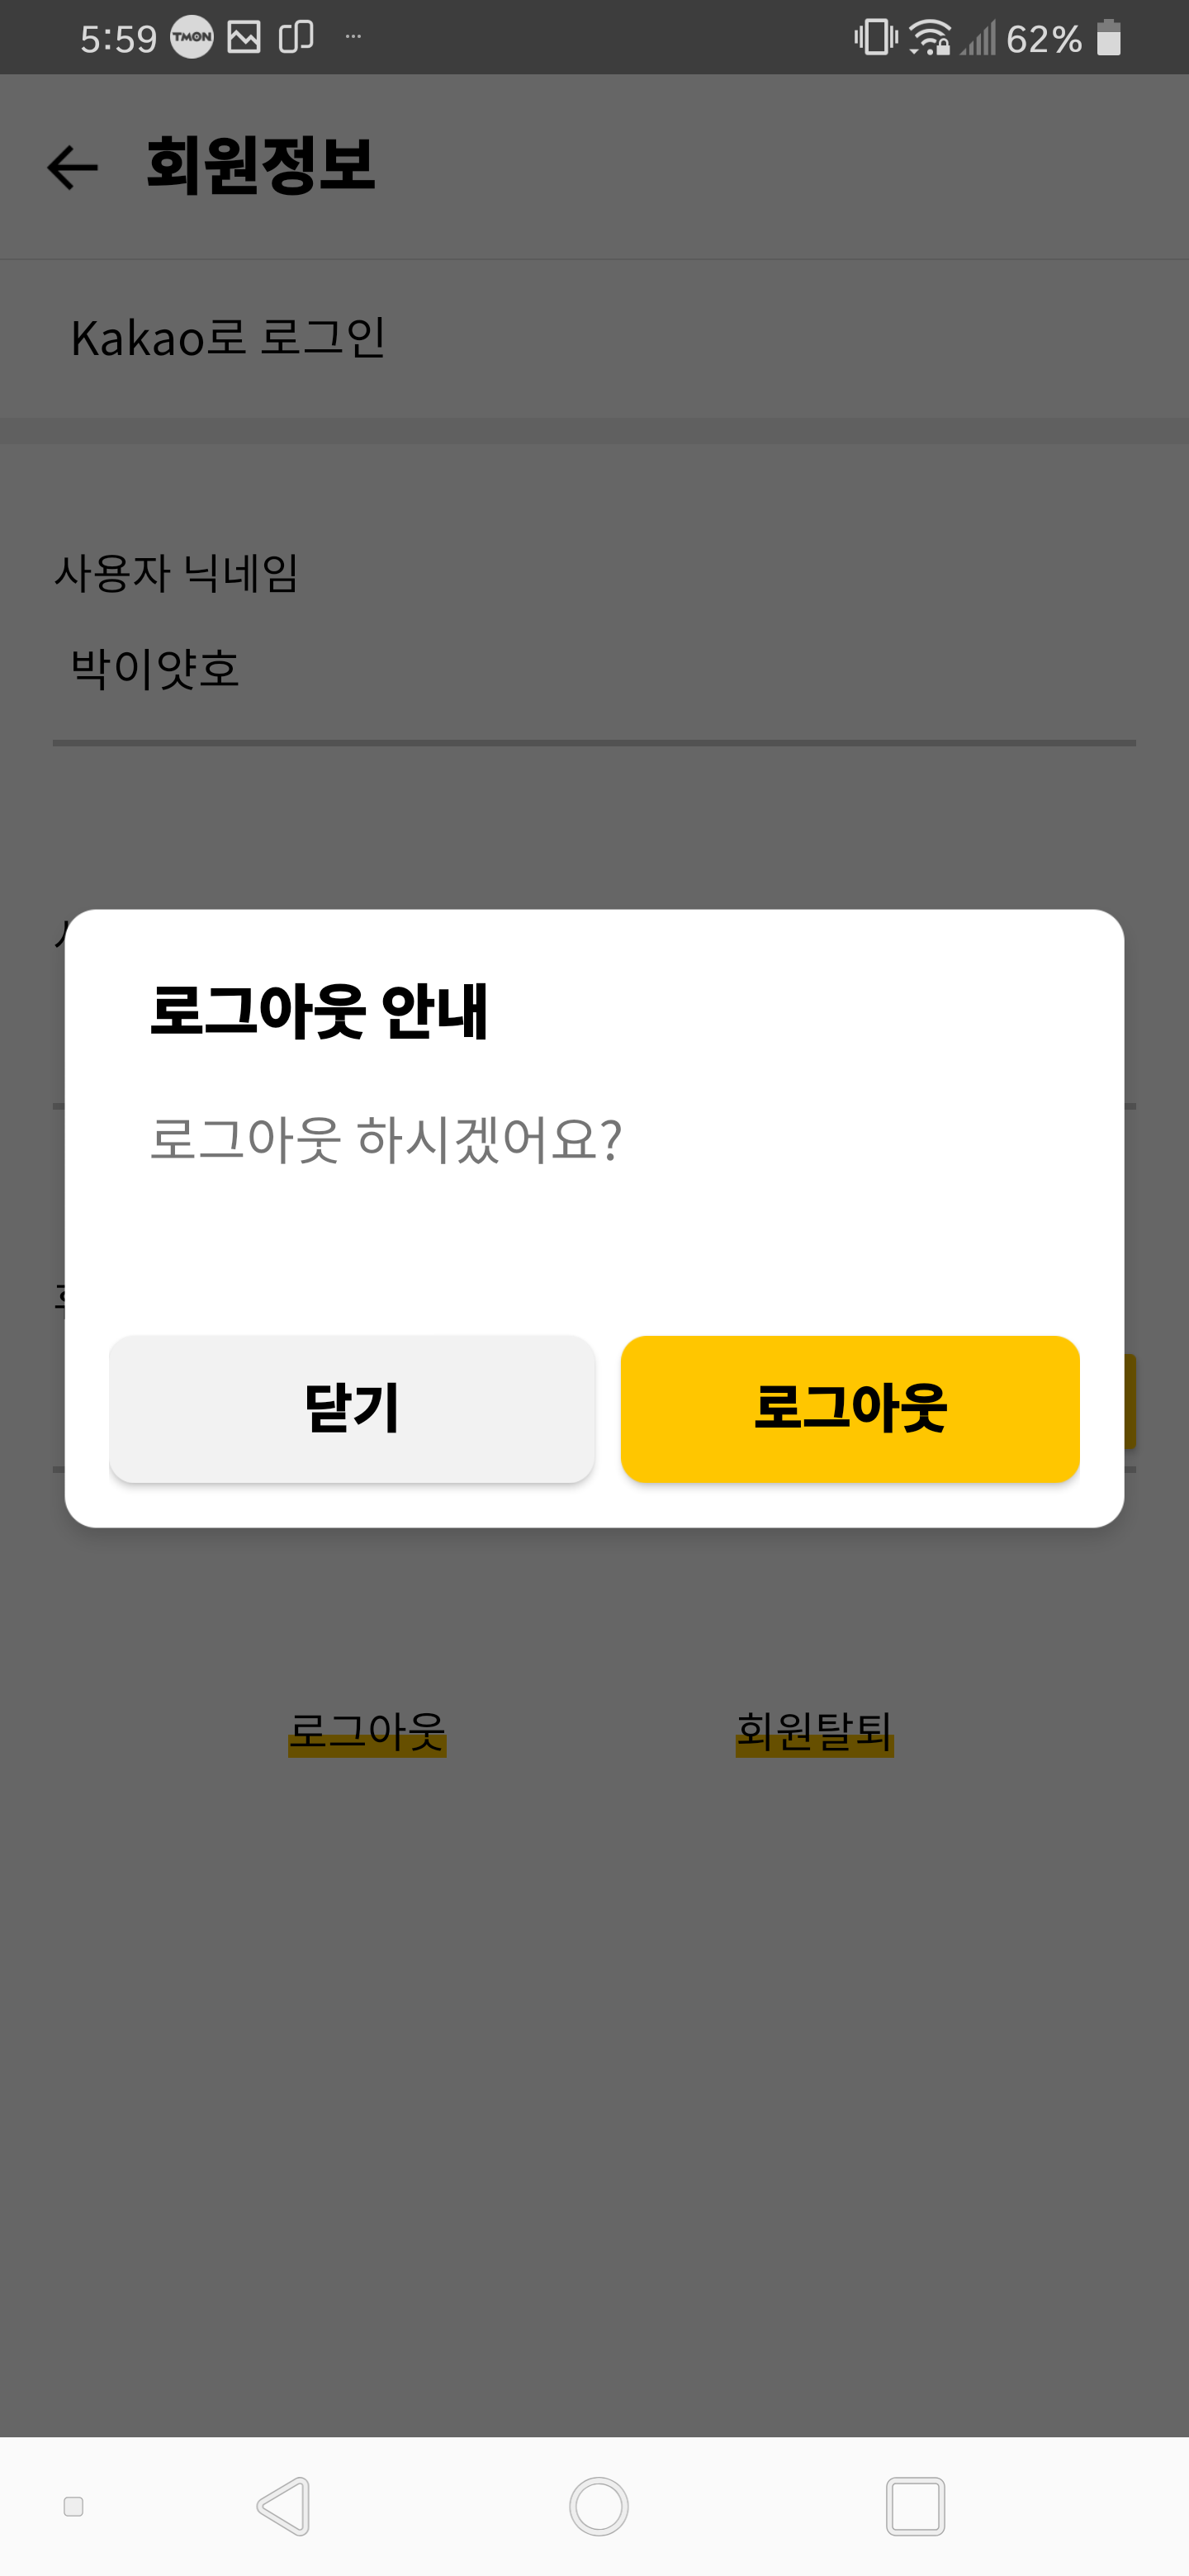 5:59 TMON 62%
회원정보
Kakao로 로그인
사용자 닉네임
박이얏호
로그아웃 안내
로그아웃 하시겠어요?
닫기 로그아웃
로그아웃 회원탈퇴